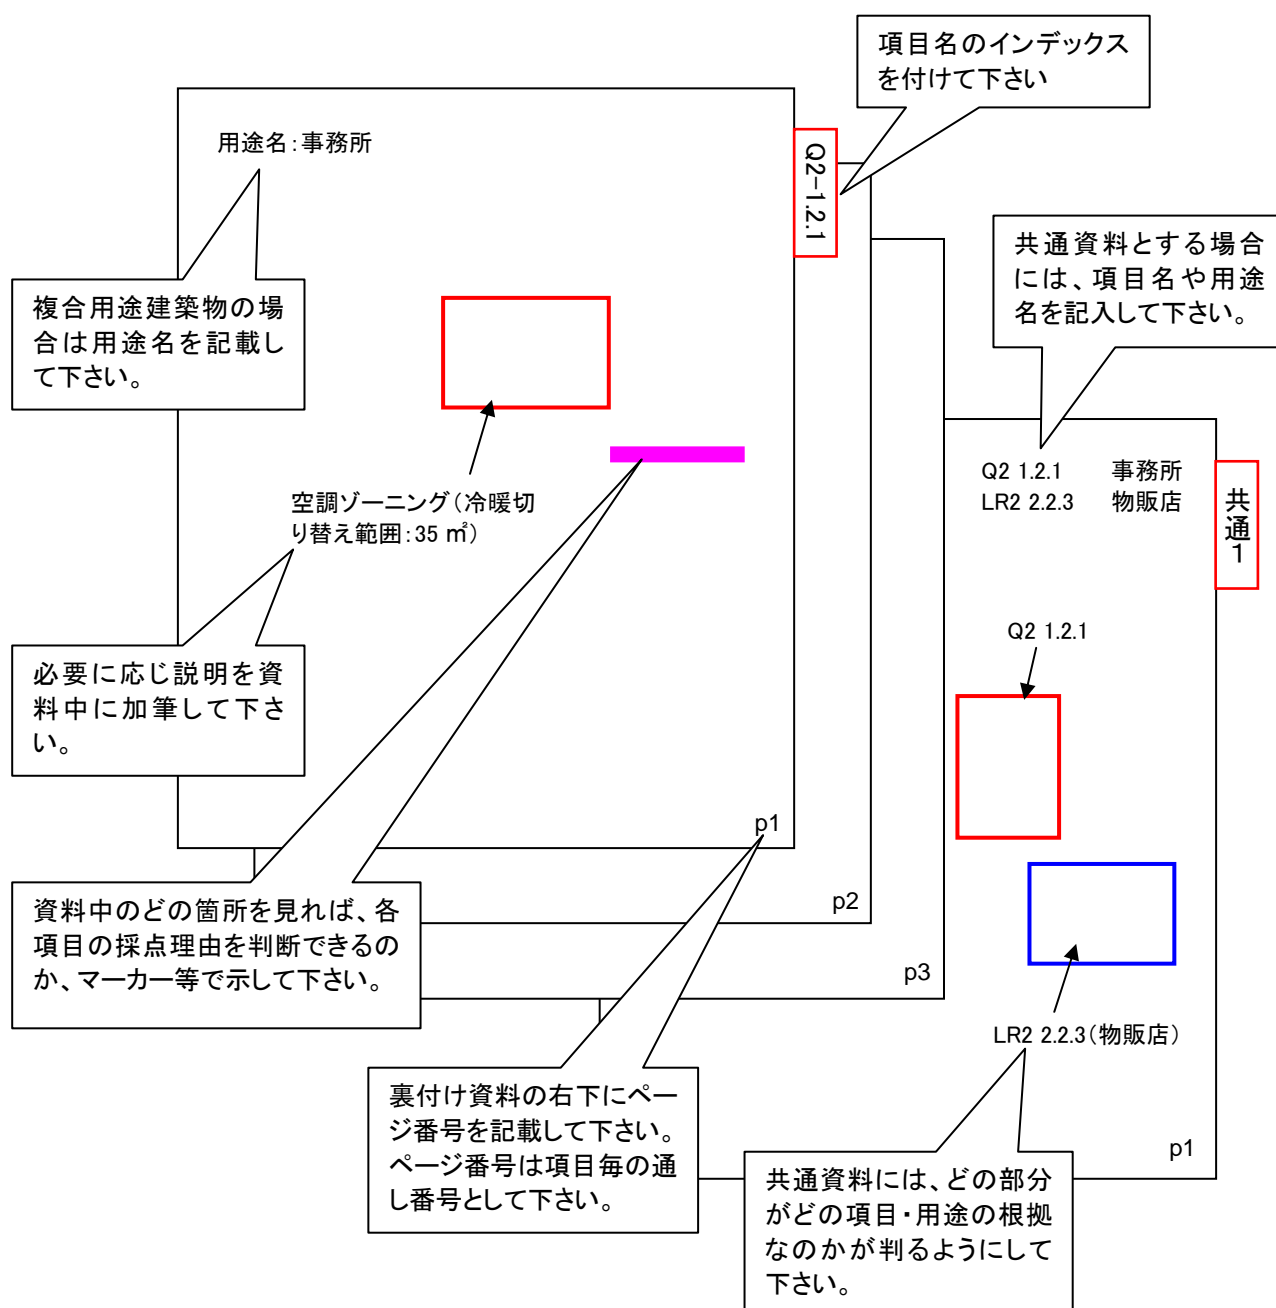 項目名のインデックス
を付けて下さい
用途名：事務所
Q2-1.2.1
複合用途建築物の場
合は用途名を記載し
て下さい。
共通資料とする場合
には、項目名や用途
名を記入して下さい。
Q2 1.2.1 事務所
LR2 2.2.3 物販店
共通1
空調ゾーニング（冷暖切
り替え範囲：35 ㎡）
Q2 1.2.1
必要に応じ説明を資
料中に加筆して下さ
い。
p1
資料中のどの箇所を見れば、各
項目の採点理由を判断できるの
か、マーカー等で示して下さい。
p2
p3
LR2 2.2.3（物販店）
裏付け資料の右下にペー
ジ番号を記載して下さい。
ページ番号は項目毎の通
し番号として下さい。
p1
共通資料には、どの部分
がどの項目・用途の根拠
なのかが判るようにして
下さい。